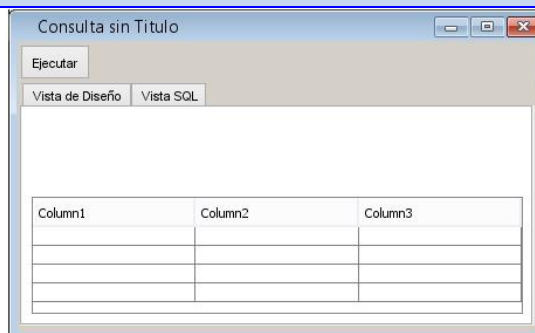 Consulta sin Titulo
Ejecutar
Vista de Diseño Vista SQL
Column1 Column2 Column3